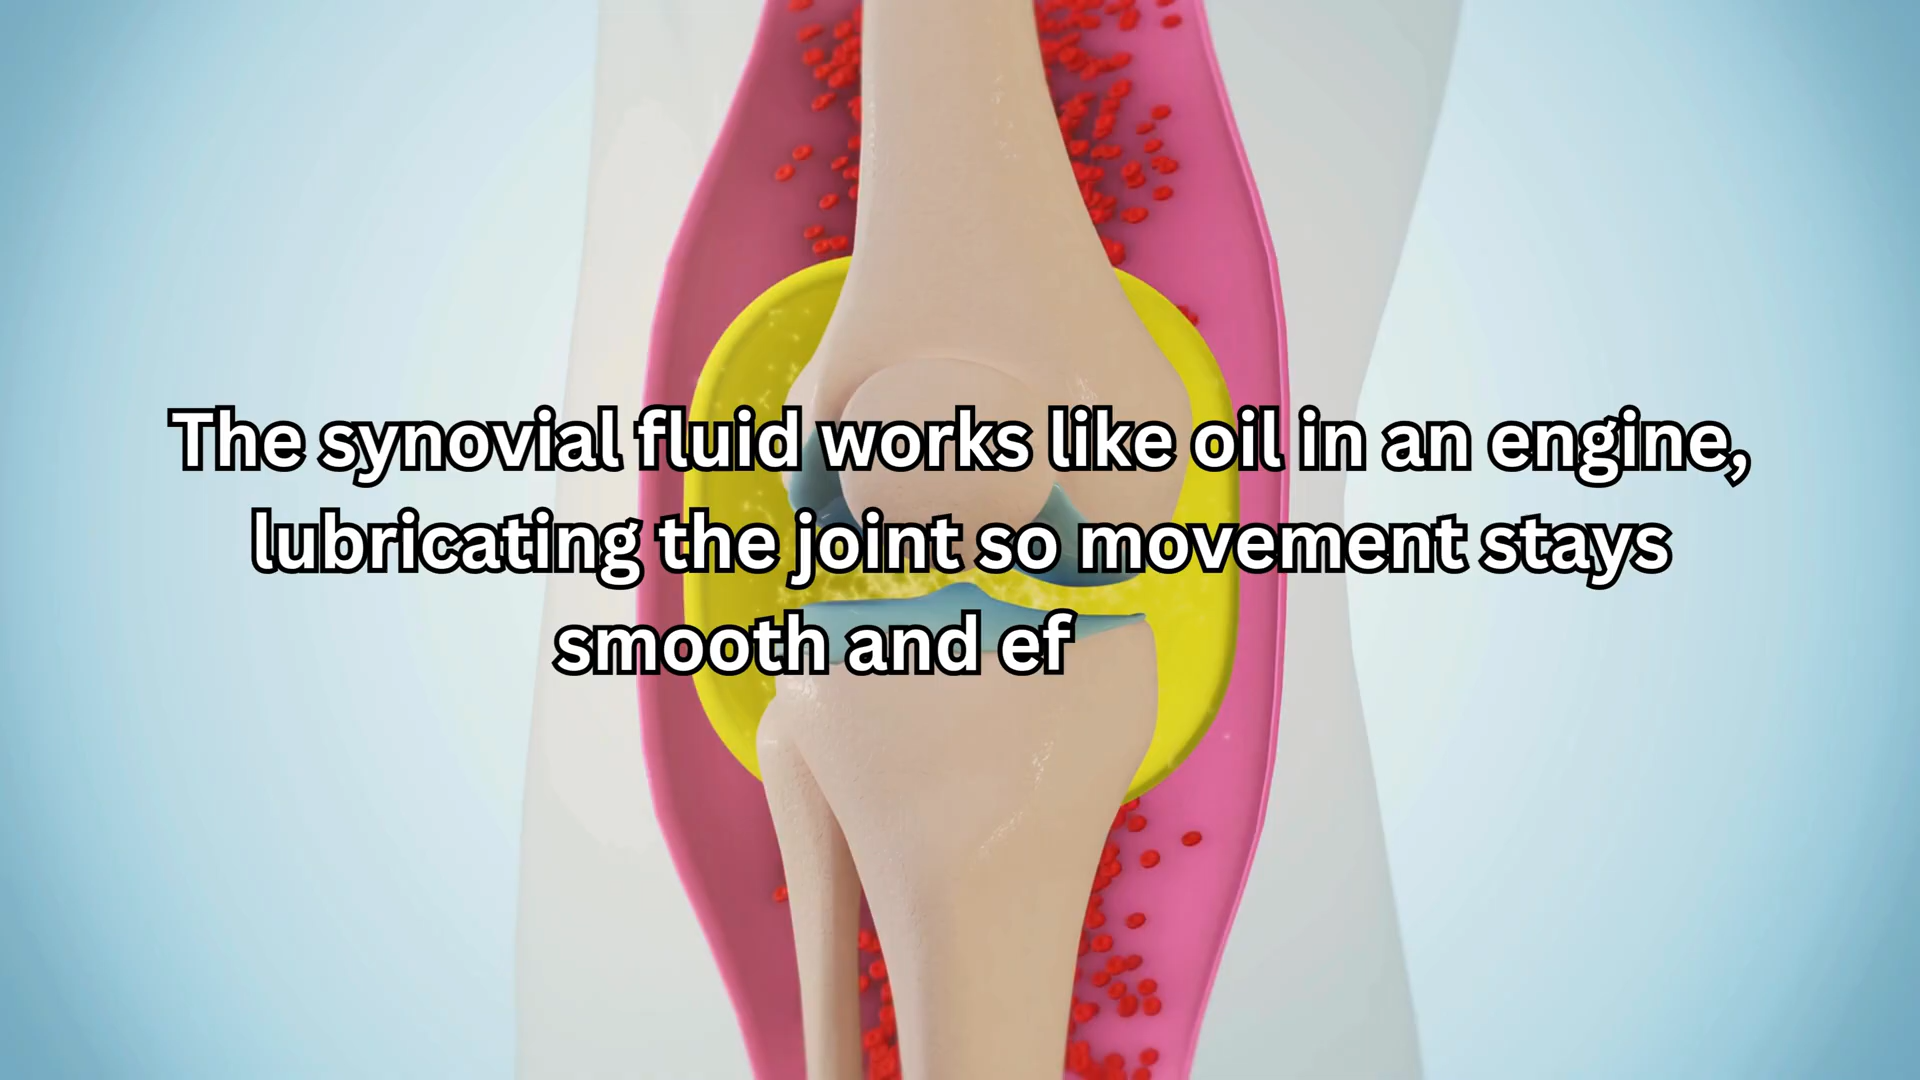 The synovial fluid works like oil in an engine,
lubricating the joint so movement stays
smooth and ef